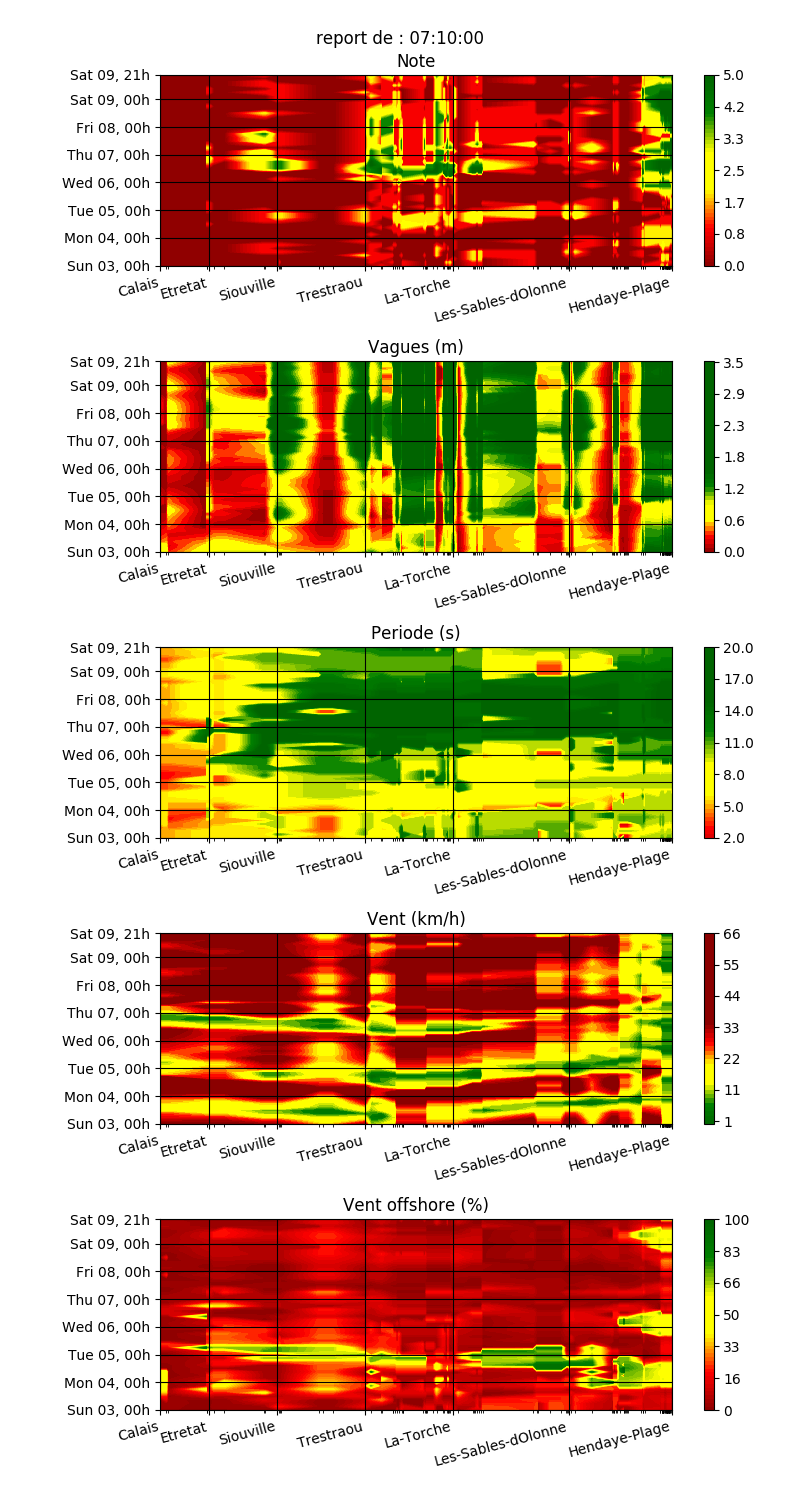 report de : 07:10:00
Note
Sat 09, 21h
Sat 09, 00h
Fri 08, 00h
Thu 07, 00h
Wed 06, 00h
Tue 05, 00h
Mon 04, 00h
Sun 03, 00h
Calais Etretat Siouville Trestraou La-Torche Les-Sables-dOlonne Hendaye-Plage
5.0
4.2
3.3
2.5
1.7
0.8
0.0
Vagues (m)
Sat 09, 21h
Sat 09, 00h
Fri 08, 00h
Thu 07, 00h
Wed 06, 00h
Tue 05, 00h
Mon 04, 00h
Sun 03, 00h
Calais Etretat Siouville Trestraou La-Torche Les-Sables-dOlonne Hendaye-Plage
3.5
2.9
2.3
1.8
1.2
0.6
0.0
Periode (s)
Sat 09, 21h
Sat 09, 00h
Fri 08, 00h
Thu 07, 00h
Wed 06, 00h
Tue 05, 00h
Mon 04, 00h
Sun 03, 00h
Calais Etretat Siouville Trestraou La-Torche Les-Sables-dOlonne Hendaye-Plage
20.0
17.0
14.0
11.0
8.0
5.0
2.0
Vent (km/h)
Sat 09, 21h
Sat 09, 00h
Fri 08, 00h
Thu 07, 00h
Wed 06, 00h
Tue 05, 00h
Mon 04, 00h
Sun 03, 00h
Calais Etretat Siouville Trestraou La-Torche Les-Sables-dOlonne Hendaye-Plage
66
55
44
33
22
11
1
Vent offshore (%)
Sat 09, 21h
Sat 09, 00h
Fri 08, 00h
Thu 07, 00h
Wed 06, 00h
Tue 05, 00h
Mon 04, 00h
Sun 03, 00h
Calais Etretat Siouville Trestraou La-Torche Les-Sables-dOlonne Hendaye-Plage
100
83
66
50
33
16
0